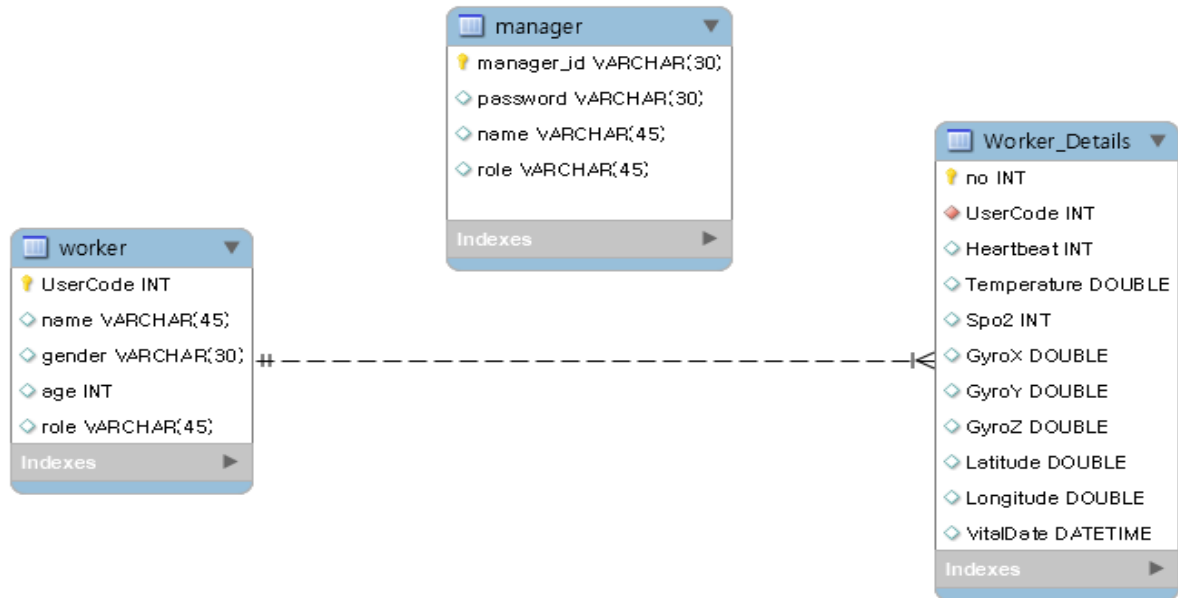 manager
manager_id VARCHAR(30)
password VARCHAR(30)
name VARCHAR(45)
role VARCHAR(45)
Indexes
worker
UserCode INT
name VARCHAR(45)
gender VARCHAR(30)
age INT
role VARCHAR(45)
Indexes
Worker_Details
no INT
UserCode INT
Heartbeat INT
Temperature DOUBLE
Spo2 INT
GyroX DOUBLE
GyroY DOUBLE
GyroZ DOUBLE
Latitude DOUBLE
Longitude DOUBLE
VitalDate DATETIME
Indexes